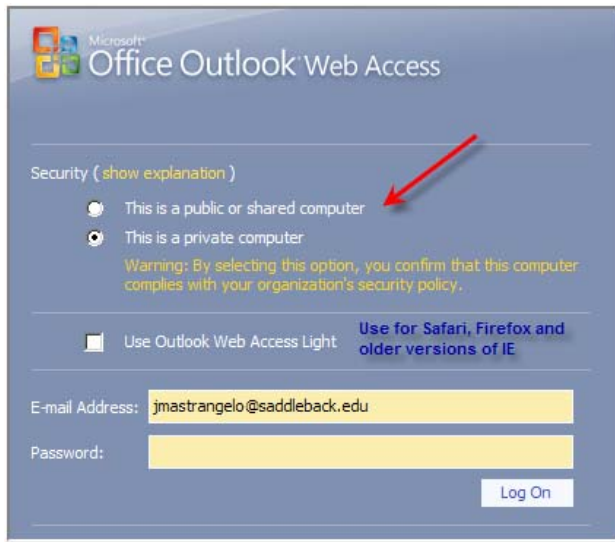 Microsoft®
Office Outlook® Web Access
Security ( show explanation )
This is a public or shared computer
This is a private computer
Warning: By selecting this option, you confirm that this computer
complies with your organization's security policy.
Use Outlook Web Access Light
Use for Safari, Firefox and
older versions of IE
E-mail Address: jmastrangelo@saddleback.edu
Password:
Log On